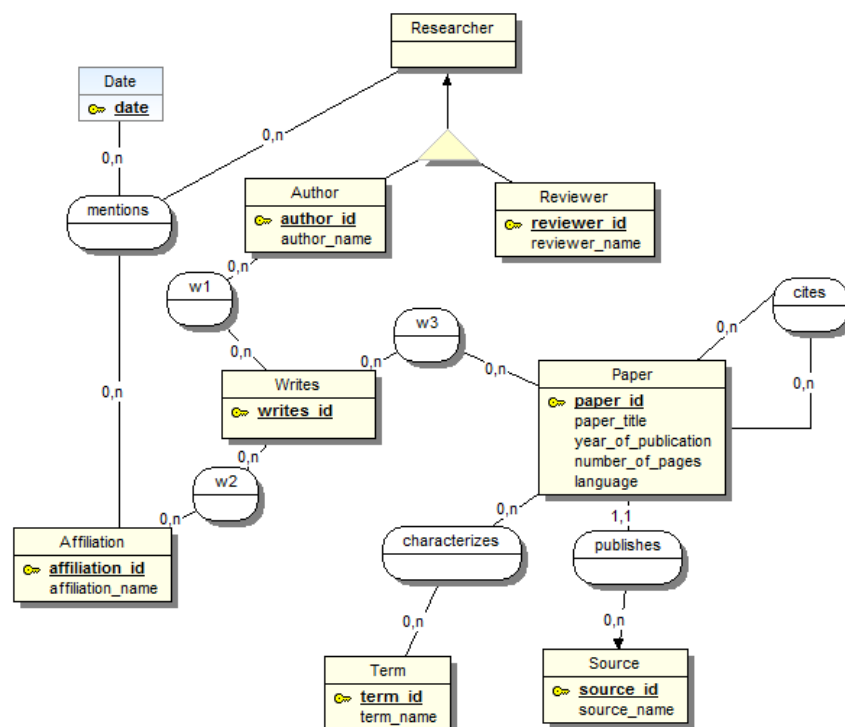 Researcher
Date
date
0,n
0,n
mentions
Author
author_id
author_name
Reviewer
reviewer_id
reviewer_name
0,n
w1
0,n
w3
cites
0,n
0,n
0,n
0,n
0,n
Writes
writes_id
Paper
paper_id
paper_title
year_of_publication
number_of_pages
language
0,n
w2
0,n
0,n
1,1
Affiliation
affiliation_id
affiliation_name
characterizes
publishes
0,n
0,n
Term
term_id
term_name
Source
source_id
source_name